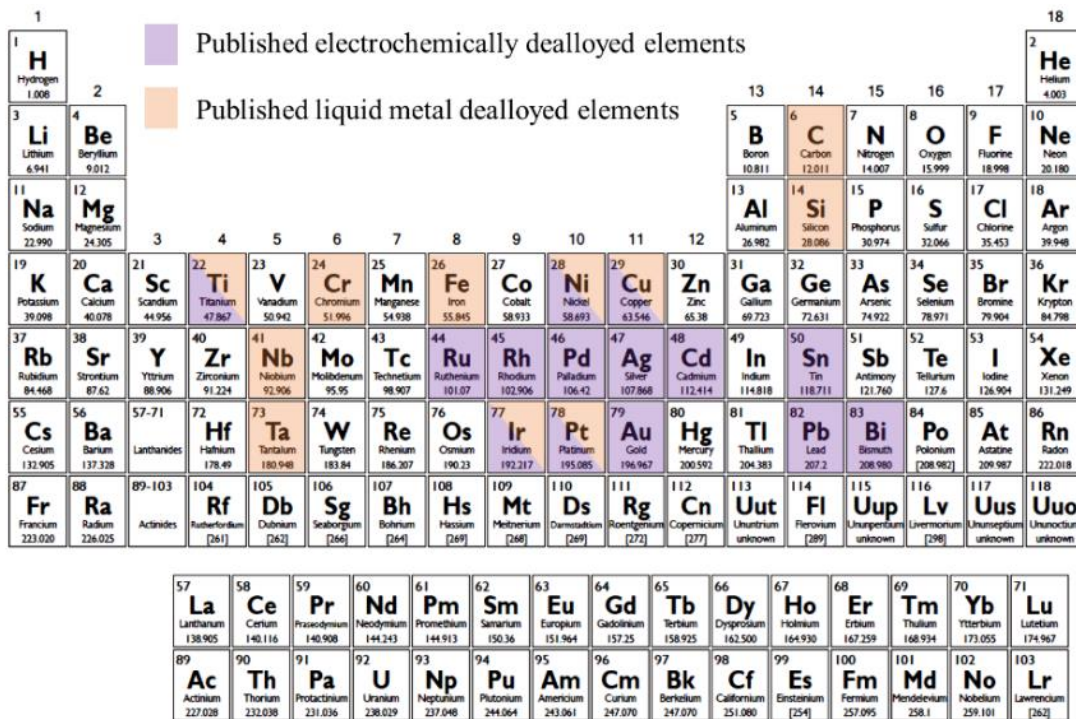 1
18
Published electrochemically dealloyed elements
Published liquid metal dealloyed elements
1 2
H He
Hydrogen Helium
1.008 4.003
2 13 14 15 16 17
3 4 5 6 7 8 9 10
Li Be B C N O F Ne
Lithium Beryllium Boron Carbon Nitrogen Oxygen Fluorine Neon
6.941 9.012 10.811 12.011 14.007 15.999 18.998 20.180
11 12 13 14 15 16 17 18
Na Mg Al Si P S Cl Ar
Sodium Magnesium Aluminum Silicon Phosphorus Sulfur Chlorine Argon
22.990 24.305 26.982 28.086 30.974 32.066 35.453 39.948
3 4 5 6 7 8 9 10 11 12
19 20 21 22 23 24 25 26 27 28 29 30 31 32 33 34 35 36
K Ca Sc Ti V Cr Mn Fe Co Ni Cu Zn Ga Ge As Se Br Kr
Potassium Calcium Scandium Titanium Vanadium Chromium Manganese Iron Cobalt Nickel Copper Zinc Gallium Germanium Arsenic Selenium Bromine Krypton
39.098 40.078 44.956 47.867 50.942 51.996 54.938 55.845 58.933 58.693 63.546 65.38 69.723 72.631 74.922 78.971 79.904 84.798
37 38 39 40 41 42 43 44 45 46 47 48 49 50 51 52 53 54
Rb Sr Y Zr Nb Mo Tc Ru Rh Pd Ag Cd In Sn Sb Te I Xe
Rubidium Strontium Yttrium Zirconium Niobium Molibdenum Technetium Ruthenium Rhodium Palladium Silver Cadmium Indium Tin Antimony Tellurium Iodine Xenon
84.468 87.62 88.906 91.224 92.906 95.95 98.907 101.07 102.906 106.42 107.868 112.414 114.818 118.711 121.760 127.6 126.904 131.249
55 56 57-71 72 73 74 75 76 77 78 79 80 81 82 83 84 85 86
Cs Ba Hf Ta W Re Os Ir Pt Au Hg Tl Pb Bi Po At Rn
Cesium Barium Lanthanides Hafnium Tantalum Tungsten Rhenium Osmium Iridium Platinum Gold Mercury Thallium Lead Bismuth Polonium Astatine Radon
132.905 137.328 178.49 180.948 183.84 186.207 190.23 192.217 195.085 196.967 200.592 204.383 207.2 208.980 [208.982] 209.987 222.018
87 88 89-103 104 105 106 107 108 109 110 111 112 113 114 115 116 117 118
Fr Ra Rf Db Sg Bh Hs Mt Ds Rg Cn Uut Fl Uup Lv Uus Uuo
Francium Radium Actinides Rutherfordium Dubnium Seaborgium Bohrium Hassium Meitnerium Darmstadtium Roentgenium Copernicium Ununtrium Flerovium Ununpentium Livermorium Ununseptium Ununoctium
223.020 226.025 [261] [262] [266] [264] [269] [268] [269] [272] [277] unknown [289] unknown [298] unknown unknown
57 58 59 60 61 62 63 64 65 66 67 68 69 70 71
La Ce Pr Nd Pm Sm Eu Gd Tb Dy Ho Er Tm Yb Lu
Lanthanum Cerium Praseodymium Neodymium Promethium Samarium Europium Gadolinium Terbium Dysprosium Holmium Erbium Thulium Ytterbium Lutetium
138.905 140.116 140.908 144.243 144.913 150.36 151.964 157.25 158.925 162.500 164.930 167.259 168.934 173.055 174.967
89 90 91 92 93 94 95 96 97 98 99 100 101 102 103
Ac Th Pa U Np Pu Am Cm Bk Cf Es Fm Md No Lr
Actinium Thorium Protactinium Uranium Neptunium Plutonium Americium Curium Berkelium Californium Einsteinium Fermium Mendelevium Nobelium Lawrencium
227.028 232.038 231.036 238.029 237.048 244.064 243.061 247.070 247.070 251.080 [254] 257.095 258.1 259.101 [262]